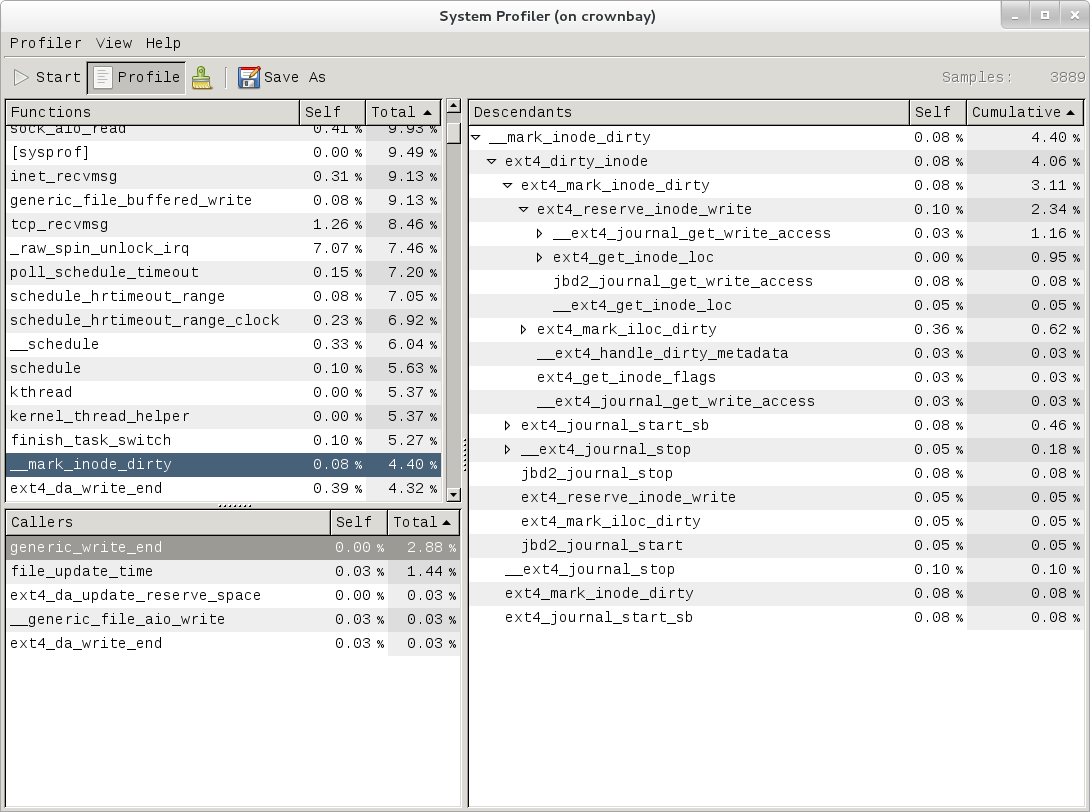 System Profiler (on crownbay)
Profiler View Help
Start Profile Save As Samples: 3889
Functions Self Total
sock_aio_read 0.41 % 9.93 %
[sysprof] 0.00 % 9.49 %
inet_recvmsg 0.31 % 9.13 %
generic_file_buffered_write 0.08 % 9.13 %
tcp_recvmsg 1.26 % 8.46 %
_raw_spin_unlock_irq 7.07 % 7.46 %
poll_schedule_timeout 0.15 % 7.20 %
schedule_hrtimeout_range 0.08 % 7.05 %
schedule_hrtimeout_range_clock 0.23 % 6.92 %
__schedule 0.33 % 6.04 %
schedule 0.10 % 5.63 %
kthread 0.00 % 5.37 %
kernel_thread_helper 0.00 % 5.37 %
finish_task_switch 0.10 % 5.27 %
__mark_inode_dirty 0.08 % 4.40 %
ext4_da_write_end 0.39 % 4.32 %
Callers Self Total
generic_write_end 0.00 % 2.88 %
file_update_time 0.03 % 1.44 %
ext4_da_update_reserve_space 0.00 % 0.03 %
__generic_file_aio_write 0.03 % 0.03 %
ext4_da_write_end 0.03 % 0.03 %
Descendants Self Cumulative
__mark_inode_dirty 0.08 % 4.40 %
ext4_dirty_inode 0.08 % 4.06 %
ext4_mark_inode_dirty 0.08 % 3.11 %
ext4_reserve_inode_write 0.10 % 2.34 %
__ext4_journal_get_write_access 0.03 % 1.16 %
ext4_get_inode_loc 0.00 % 0.95 %
jbd2_journal_get_write_access 0.08 % 0.08 %
__ext4_get_inode_loc 0.05 % 0.05 %
ext4_mark_iloc_dirty 0.36 % 0.62 %
__ext4_handle_dirty_metadata 0.03 % 0.03 %
ext4_get_inode_flags 0.03 % 0.03 %
__ext4_journal_get_write_access 0.03 % 0.03 %
ext4_journal_start_sb 0.08 % 0.46 %
__ext4_journal_stop 0.05 % 0.18 %
jbd2_journal_stop 0.08 % 0.08 %
ext4_reserve_inode_write 0.05 % 0.05 %
ext4_mark_iloc_dirty 0.05 % 0.05 %
jbd2_journal_start 0.05 % 0.05 %
__ext4_journal_stop 0.10 % 0.10 %
ext4_mark_inode_dirty 0.08 % 0.08 %
ext4_journal_start_sb 0.08 % 0.08 %